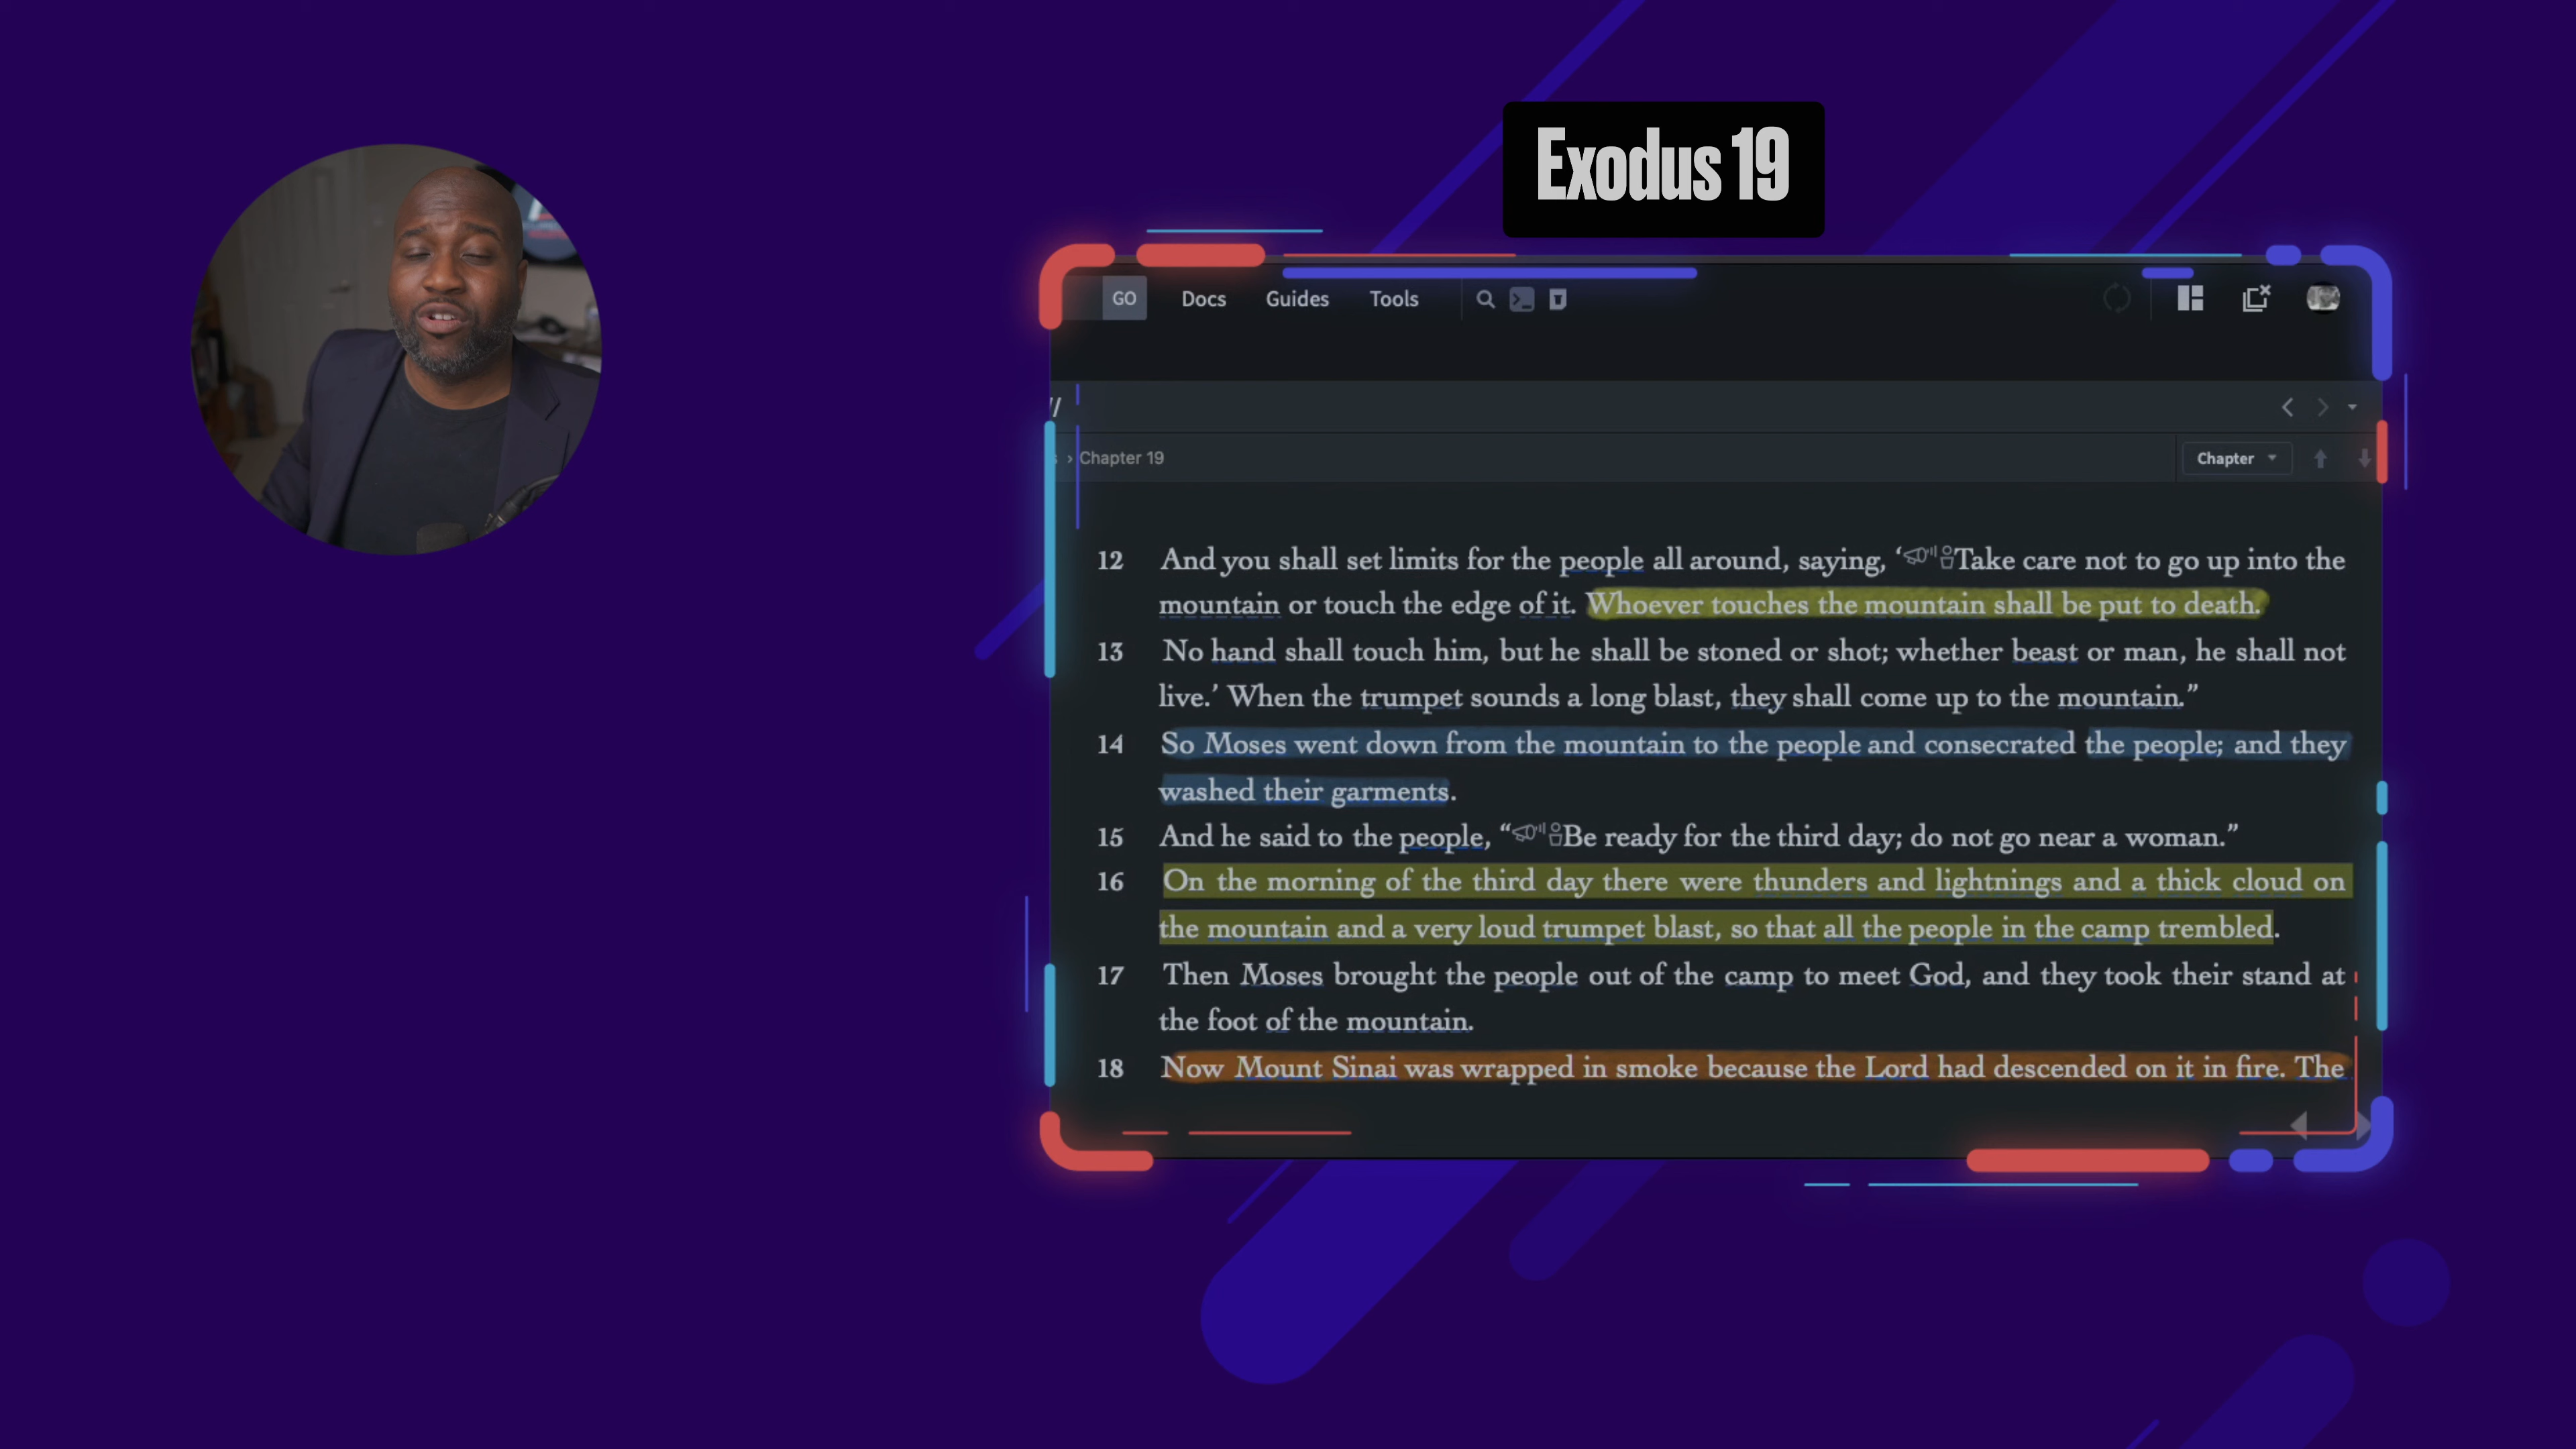 Exodus 19
GO Docs Guides Tools
//
› Chapter 19 Chapter
12 And you shall set limits for the people all around, saying, ‘Take care not to go up into the
mountain or touch the edge of it. Whoever touches the mountain shall be put to death.
13 No hand shall touch him, but he shall be stoned or shot; whether beast or man, he shall not
live.’ When the trumpet sounds a long blast, they shall come up to the mountain.”
14 So Moses went down from the mountain to the people and consecrated the people; and they
washed their garments.
15 And he said to the people, “Be ready for the third day; do not go near a woman.”
16 On the morning of the third day there were thunders and lightnings and a thick cloud on
the mountain and a very loud trumpet blast, so that all the people in the camp trembled.
17 Then Moses brought the people out of the camp to meet God, and they took their stand at
the foot of the mountain.
18 Now Mount Sinai was wrapped in smoke because the Lord had descended on it in fire. The